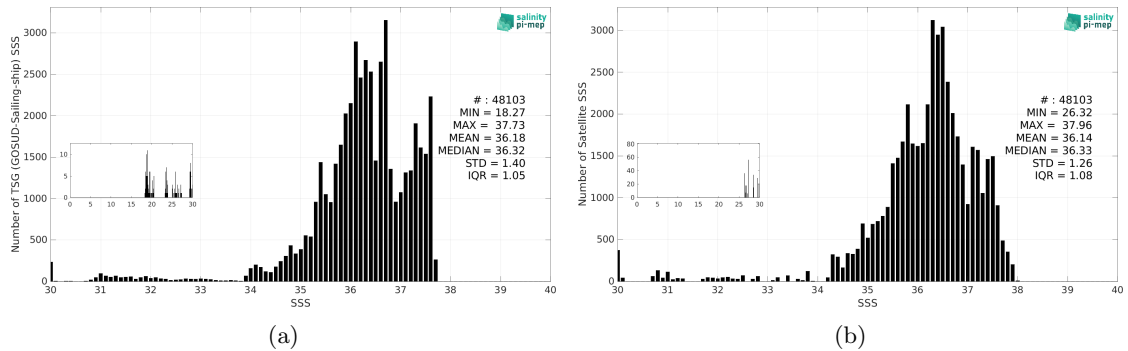 salinity
pi-mep
Number of TSG (GOSUD-Sailing-ship) SSS
3000
2500
2000
1500
1000
500
0
# : 48103
MIN = 18.27
MAX = 37.73
MEAN = 36.18
MEDIAN = 36.32
STD = 1.40
IQR = 1.05
10
5
0
0 5 10 15 20 25 30
30 31 32 33 34 35 36 37 38 39 40
SSS
(a)
salinity
pi-mep
Number of Satellite SSS
3000
2500
2000
1500
1000
500
0
# : 48103
MIN = 26.32
MAX = 37.96
MEAN = 36.14
MEDIAN = 36.33
STD = 1.26
IQR = 1.08
80
60
40
20
0
0 5 10 15 20 25 30
30 31 32 33 34 35 36 37 38 39 40
SSS
(b)